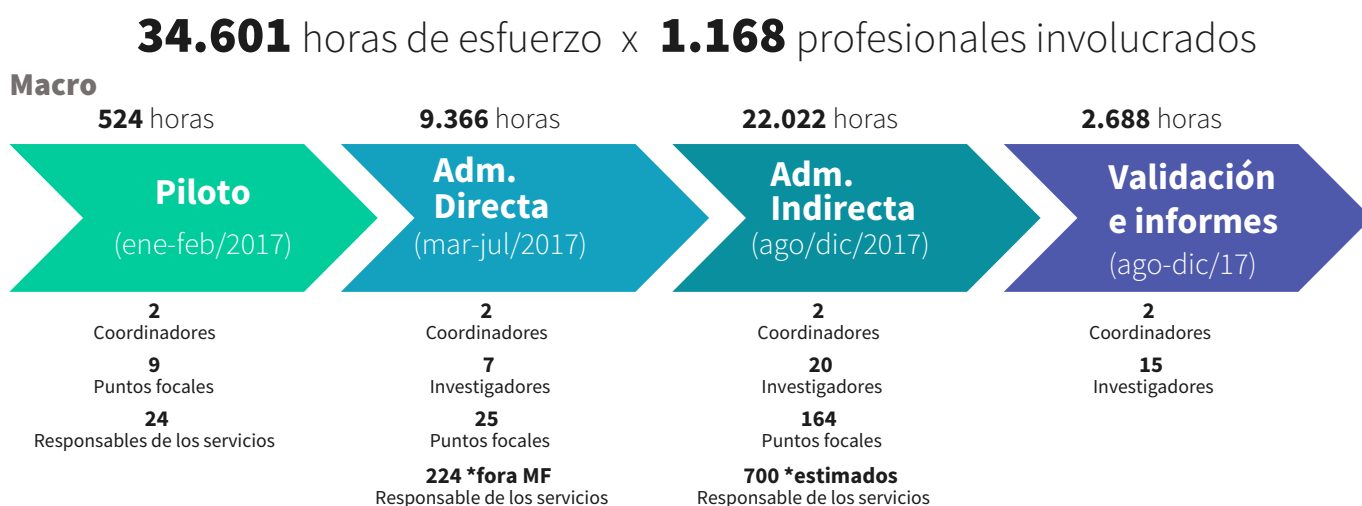 34.601 horas de esfuerzo x 1.168 profesionales involucrados
Macro
524 horas
9.366 horas
22.022 horas
2.688 horas
Piloto
(ene-feb/2017)
Adm.
Directa
(mar-jul/2017)
Adm.
Indirecta
(ago/dic/2017)
Validación
e informes
(ago-dic/17)
2
Coordinadores
9
Puntos focales
24
Responsables de los servicios
2
Coordinadores
7
Investigadores
25
Puntos focales
224 *fora MF
Responsable de los servicios
2
Coordinadores
20
Investigadores
164
Puntos focales
700 *estimados
Responsable de los servicios
2
Coordinadores
15
Investigadores